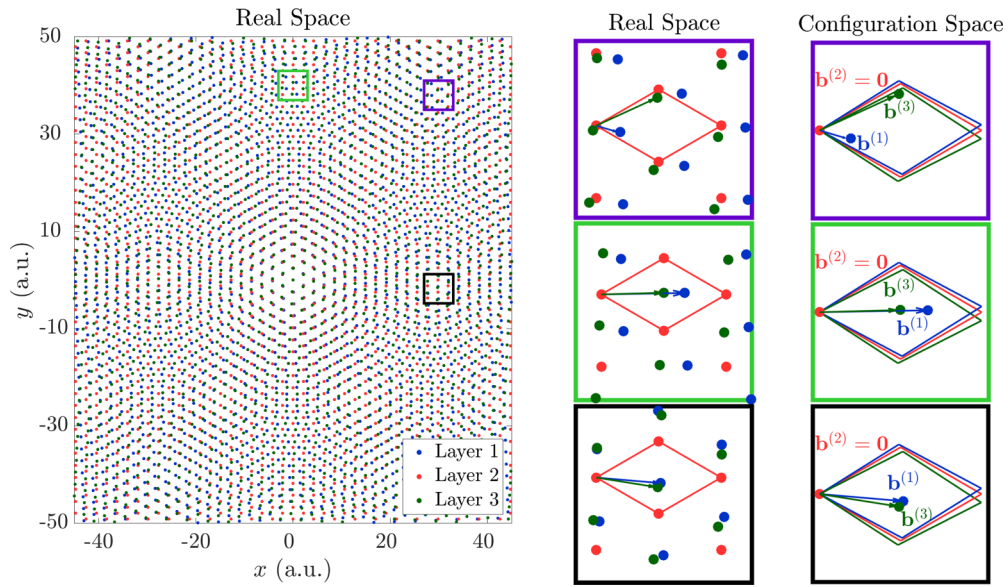 Real Space
50
30
10
-10
-30
-50
y (a.u.)
-40
-20
0
20
40
x (a.u.)
Layer 1
Layer 2
Layer 3
Real Space
Configuration Space
b⁽²⁾ = 0
b⁽³⁾
b⁽¹⁾
b⁽²⁾ = 0
b⁽³⁾
b⁽¹⁾
b⁽²⁾ = 0
b⁽¹⁾
b⁽³⁾